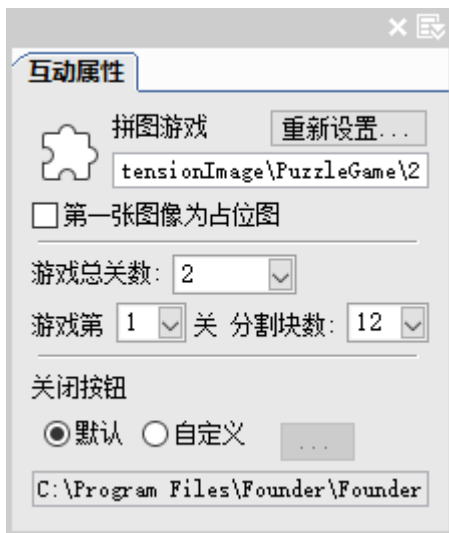 互动属性
拼图游戏 重新设置...
tensionImage\PuzzleGame\2
第一张图像为占位图
游戏总关数: 2
游戏第 1 关 分割块数: 12
关闭按钮
默认 自定义 ...
C:\Program Files\Founder\Founder